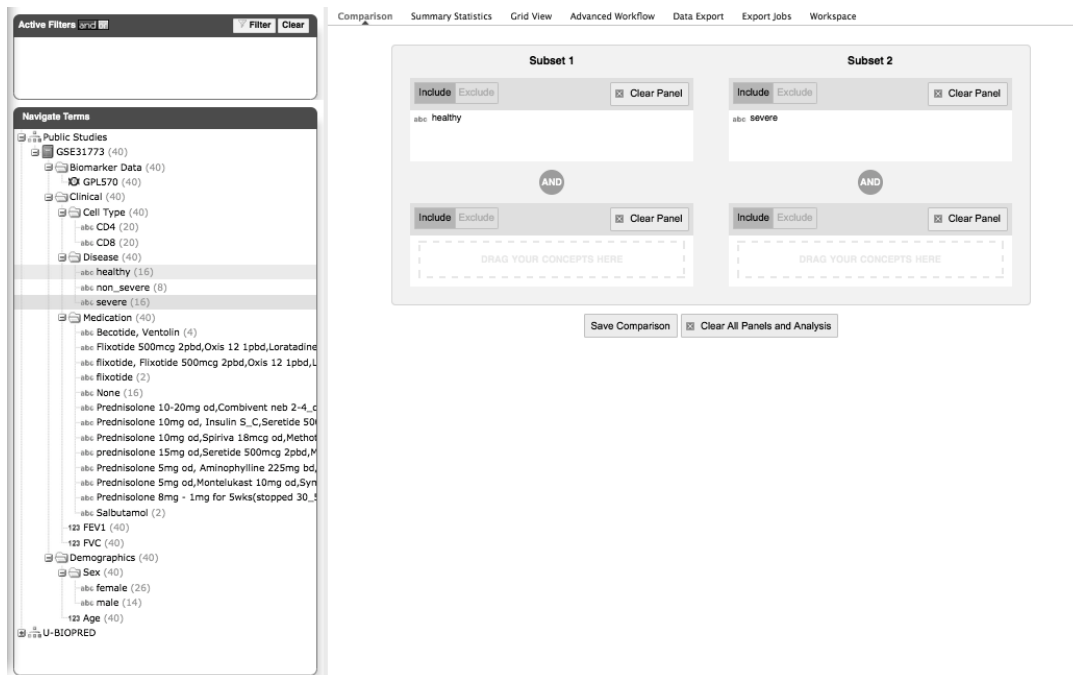 Active Filters and or Filter Clear
Navigate Terms
Public Studies
GSE31773 (40)
Biomarker Data (40)
GPL570 (40)
Clinical (40)
Cell Type (40)
abc CD4 (20)
abc CD8 (20)
Disease (40)
abc healthy (16)
abc non_severe (8)
abc severe (16)
Medication (40)
abc Becotide, Ventolin (4)
abc Flixotide 500mcg 2pbd,Oxis 12 1pbd,Loratadine
abc flixotide, Flixotide 500mcg 2pbd,Oxis 12 1pbd,L
abc flixotide (2)
abc None (16)
abc Prednisolone 10-20mg od,Combivent neb 2-4_d
abc Prednisolone 10mg od, Insulin S_C,Seretide 50
abc Prednisolone 10mg od,Spiriva 18mcg od,Methot
abc prednisolone 15mg od,Seretide 500mcg 2pbd,M
abc Prednisolone 5mg od, Aminophylline 225mg bd,
abc Prednisolone 5mg od,Montelukast 10mg od,Syn
abc Prednisolone 8mg - 1mg for 5wks(stopped 30_5
abc Salbutamol (2)
123 FEV1 (40)
123 FVC (40)
Demographics (40)
Sex (40)
abc female (26)
abc male (14)
123 Age (40)
U-BIOPRED
Comparison Summary Statistics Grid View Advanced Workflow Data Export Export Jobs Workspace
Subset 1 Subset 2
Include Exclude Clear Panel Include Exclude Clear Panel
abc healthy abc severe
AND AND
Include Exclude Clear Panel Include Exclude Clear Panel
DRAG YOUR CONCEPTS HERE DRAG YOUR CONCEPTS HERE
Save Comparison Clear All Panels and Analysis